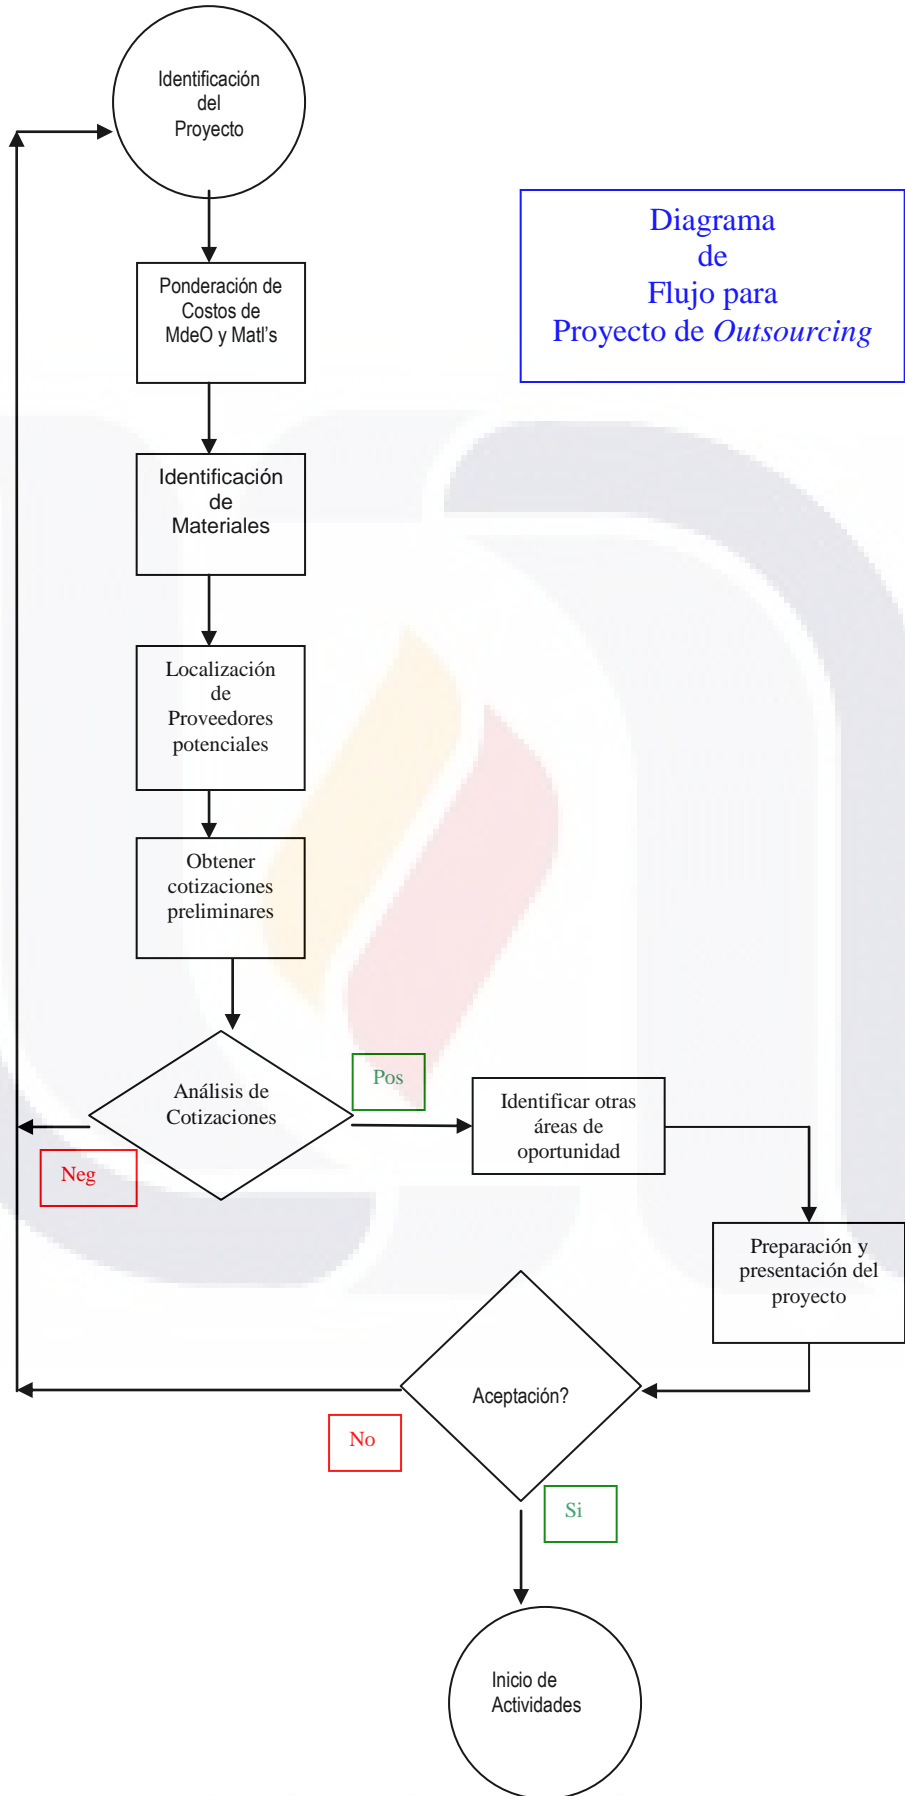 Identificación
del
Proyecto
Diagrama
de
Flujo para
Proyecto de Outsourcing
Ponderación de
Costos de
MdeO y Matl's
Identificación
de
Materiales
Localización
de
Proveedores
potenciales
Obtener
cotizaciones
preliminares
Análisis de
Cotizaciones
Pos
Neg
Identificar otras
áreas de
oportunidad
Preparación y
presentación del
proyecto
Aceptación?
No
Si
Inicio de
Actividades